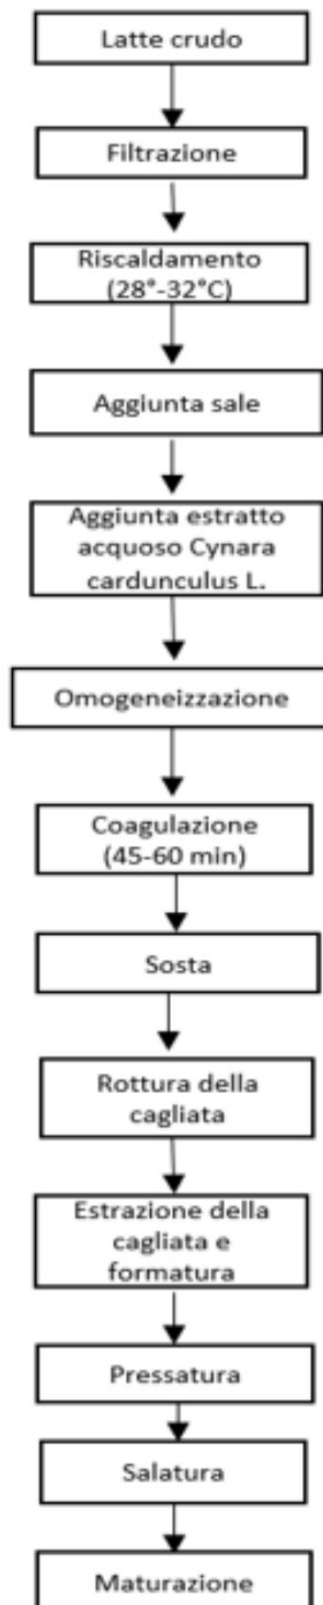 Latte crudo
Filtrazione
Riscaldamento
(28°-32°C)
Aggiunta sale
Aggiunta estratto
acquoso Cynara
cardunculus L.
Omogeneizzazione
Coagulazione
(45-60 min)
Sosta
Rottura della
cagliata
Estrazione della
cagliata e
formatura
Pressatura
Salatura
Maturazione